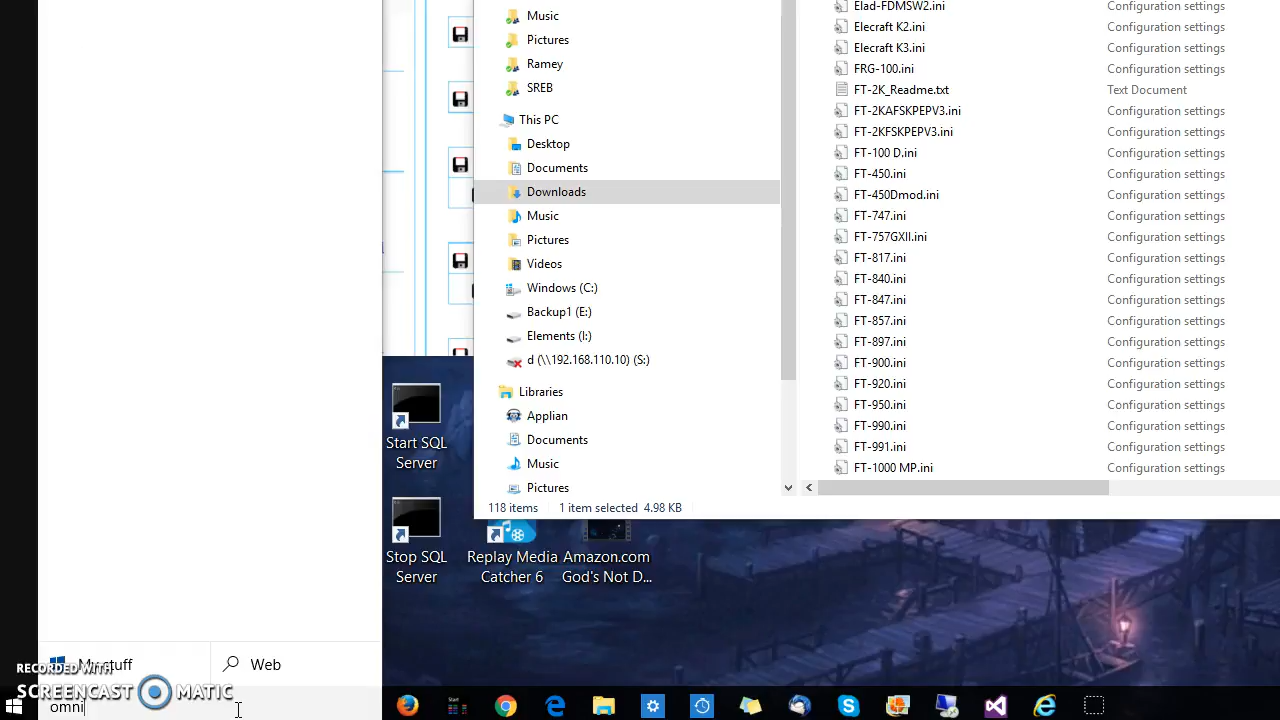 Music
Pictures
Ramey
SREB
This PC
Desktop
Documents
Downloads
Music
Pictures
Videos
Windows (C:)
Backup1 (E:)
Elements (I:)
d (\\192.168.110.10) (S:)
Libraries
Applian
Documents
Music
Pictures
118 items 1 item selected 4.98 KB
Elad-FDMSW2.ini Configuration settings
ElecraftK2.ini Configuration settings
ElecraftK3.ini Configuration settings
FRG-100.ini Configuration settings
FT-2K_Readme.txt Text Document
FT-2KAFSKPEPV3.ini Configuration settings
FT-2KFSKPEPV3.ini Configuration settings
FT-100 D.ini Configuration settings
FT-450.ini Configuration settings
FT-450Dmod.ini Configuration settings
FT-747.ini Configuration settings
FT-757GXII.ini Configuration settings
FT-817.ini Configuration settings
FT-840.ini Configuration settings
FT-847.ini Configuration settings
FT-857.ini Configuration settings
FT-897.ini Configuration settings
FT-900.ini Configuration settings
FT-920.ini Configuration settings
FT-950.ini Configuration settings
FT-990.ini Configuration settings
FT-991.ini Configuration settings
FT-1000 MP.ini Configuration settings
Start SQL
Server
Stop SQL
Server
Replay Media
Catcher 6
Amazon.com
God's Not D...
My stuff
Web
RECORDED WITH
SCREENCAST MATIC
omni
Start